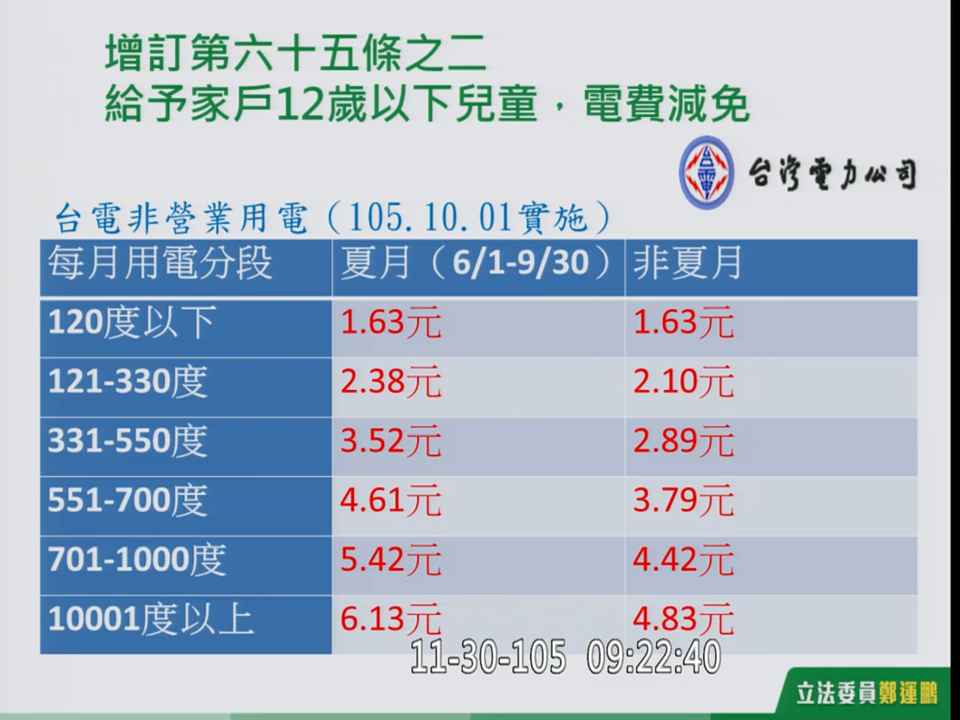 增訂第六十五條之二
給予家戶12歲以下兒童，電費減免
台電
台灣電力公司
台電非營業用電（105.10.01實施）
每月用電分段 夏月（6/1-9/30） 非夏月
120度以下 1.63元 1.63元
121-330度 2.38元 2.10元
331-550度 3.52元 2.89元
551-700度 4.61元 3.79元
701-1000度 5.42元 4.42元
10001度以上 6.13元 4.83元
11-30-105 09:22:40
立法委員鄭運鵬